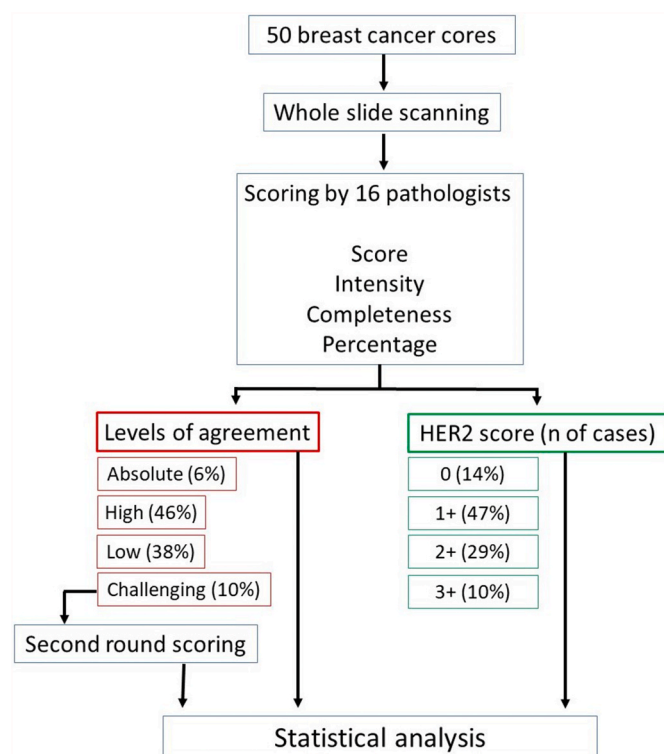 50 breast cancer cores
Whole slide scanning
Scoring by 16 pathologists
Score
Intensity
Completeness
Percentage
Levels of agreement
Absolute (6%)
High (46%)
Low (38%)
Challenging (10%)
Second round scoring
HER2 score (n of cases)
0 (14%)
1+ (47%)
2+ (29%)
3+ (10%)
Statistical analysis